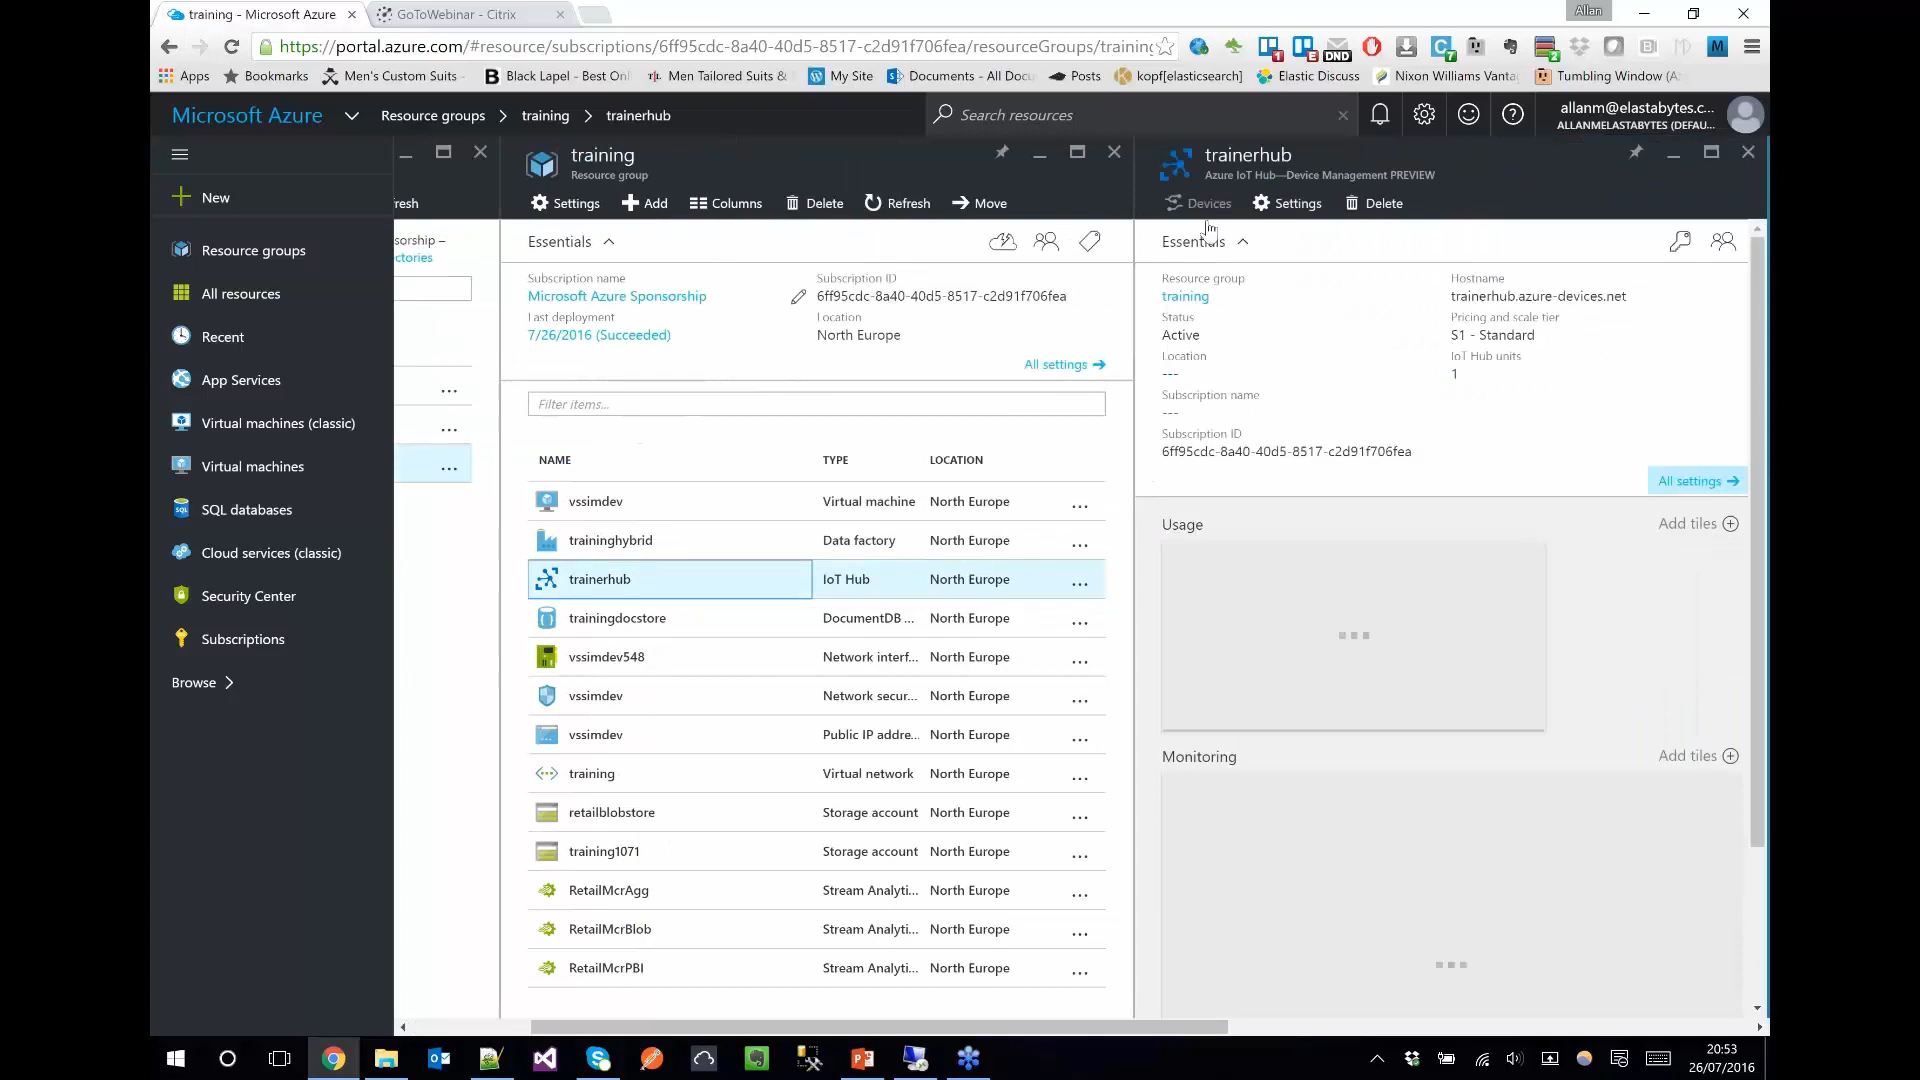 training - Microsoft Azure
GoToWebinar - Citrix
Allan
https://portal.azure.com/#resource/subscriptions/6ff95cdc-8a40-40d5-8517-c2d91f706fea/resourceGroups/training
1
E
DND
7
2
M
Apps
Bookmarks
Men's Custom Suits -
Black Lapel - Best Onl
Men Tailored Suits &
My Site
Documents - All Docu
Posts
kopf[elasticsearch]
Elastic Discuss
Nixon Williams Vanta
Tumbling Window (A
Microsoft Azure
Resource groups
training
trainerhub
Search resources
allanm@elastabytes.c...
ALLANMELASTABYTES (DEFAU...
New
Resource groups
All resources
Recent
App Services
Virtual machines (classic)
Virtual machines
SQL databases
Cloud services (classic)
Security Center
Subscriptions
Browse
resh
sorship –
ctories
training
Resource group
Settings
Add
Columns
Delete
Refresh
Move
Essentials
Subscription name
Microsoft Azure Sponsorship
Last deployment
7/26/2016 (Succeeded)
Subscription ID
6ff95cdc-8a40-40d5-8517-c2d91f706fea
Location
North Europe
All settings
Filter items...
NAME TYPE LOCATION
vssimdev Virtual machine North Europe ...
traininghybrid Data factory North Europe ...
trainerhub IoT Hub North Europe ...
trainingdocstore DocumentDB ... North Europe ...
vssimdev548 Network interf... North Europe ...
vssimdev Network secur... North Europe ...
vssimdev Public IP addre... North Europe ...
training Virtual network North Europe ...
retailblobstore Storage account North Europe ...
training1071 Storage account North Europe ...
RetailMcrAgg Stream Analyti... North Europe ...
RetailMcrBlob Stream Analyti... North Europe ...
RetailMcrPBI Stream Analyti... North Europe ...
trainerhub
Azure IoT Hub—Device Management PREVIEW
Devices
Settings
Delete
Essentials
Resource group
training
Status
Active
Location
---
Subscription name
---
Subscription ID
6ff95cdc-8a40-40d5-8517-c2d91f706fea
Hostname
trainerhub.azure-devices.net
Pricing and scale tier
S1 - Standard
IoT Hub units
1
All settings
Usage
Add tiles
Monitoring
Add tiles
20:53
26/07/2016